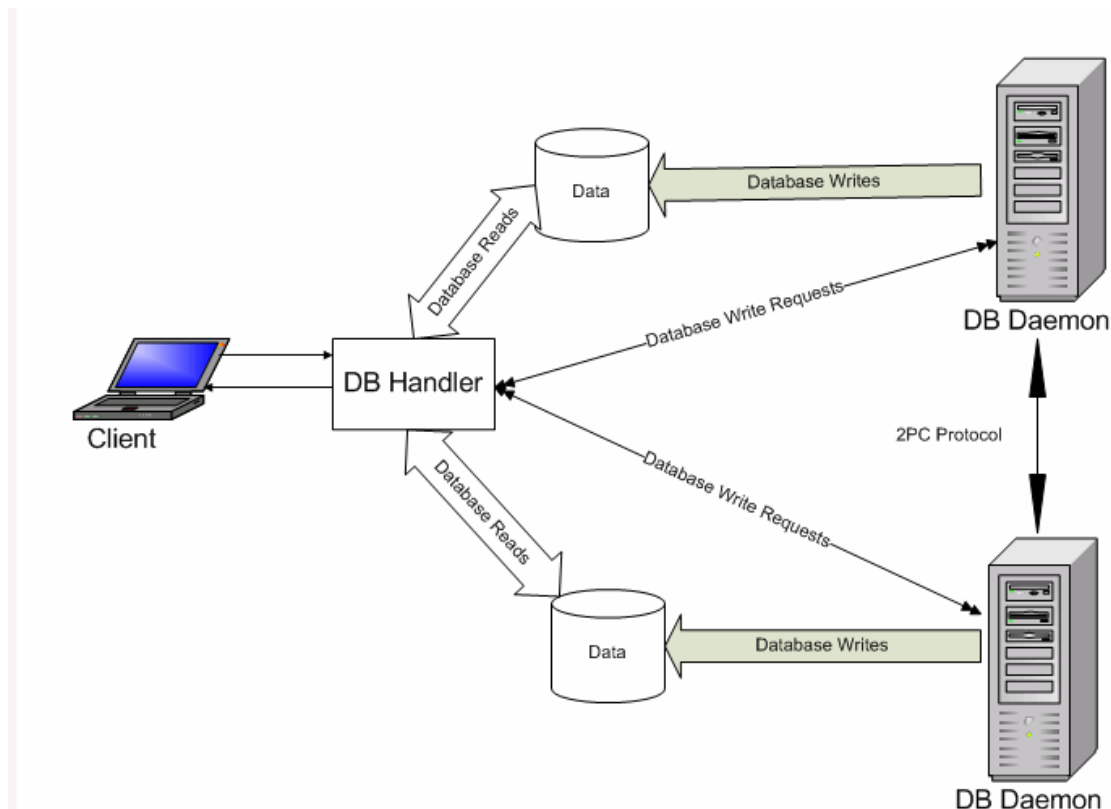 Data
Database Writes
Database Reads
Database Write Requests
DB Daemon
DB Handler
Client
2PC Protocol
Database Write Requests
Database Reads
Data
Database Writes
DB Daemon